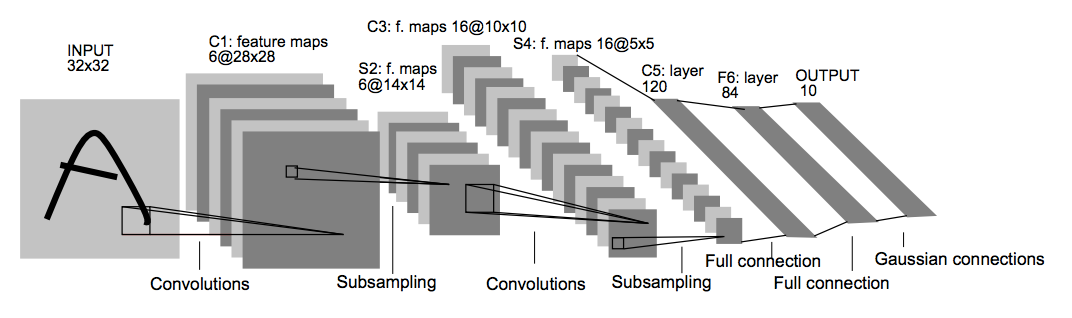 INPUT
32x32
C1: feature maps
6@28x28
S2: f. maps
6@14x14
C3: f. maps 16@10x10
S4: f. maps 16@5x5
C5: layer
120
F6: layer
84
OUTPUT
10
Convolutions
Subsampling
Convolutions
Subsampling
Full connection
Full connection
Gaussian connections